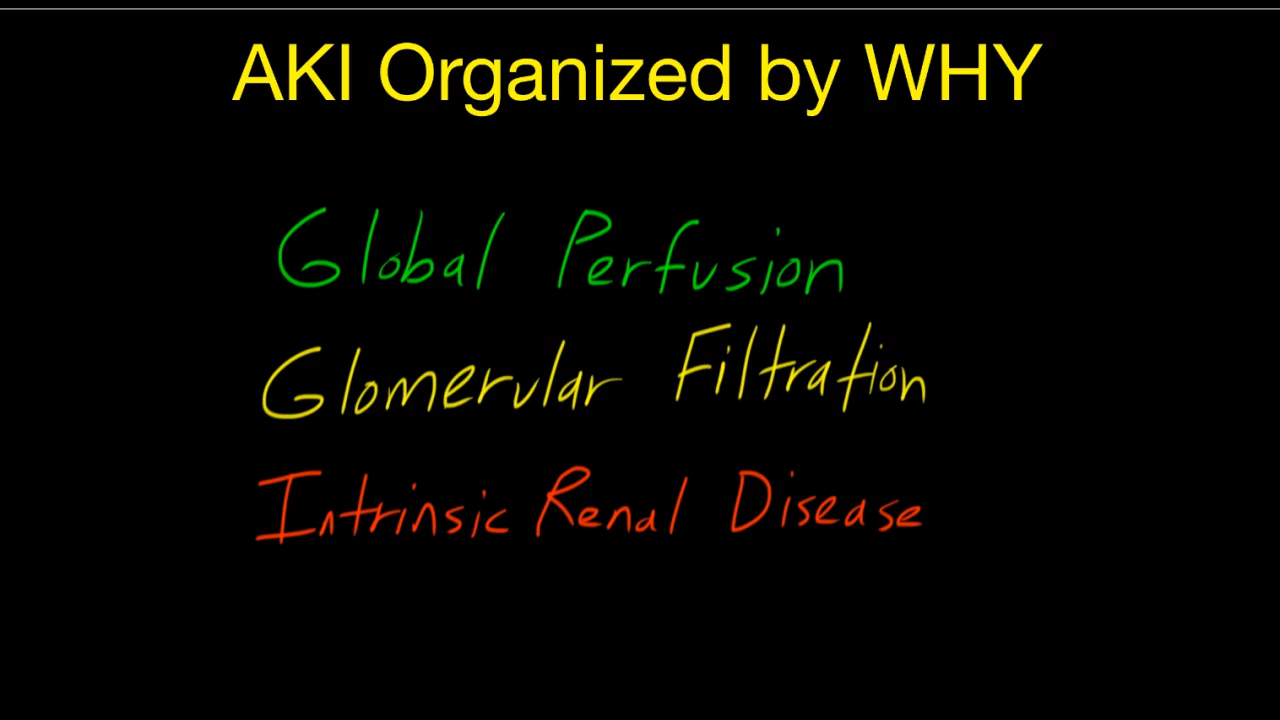 AKI Organized by WHY
Global Perfusion
Glomerular Filtration
Intrinsic Renal Disease